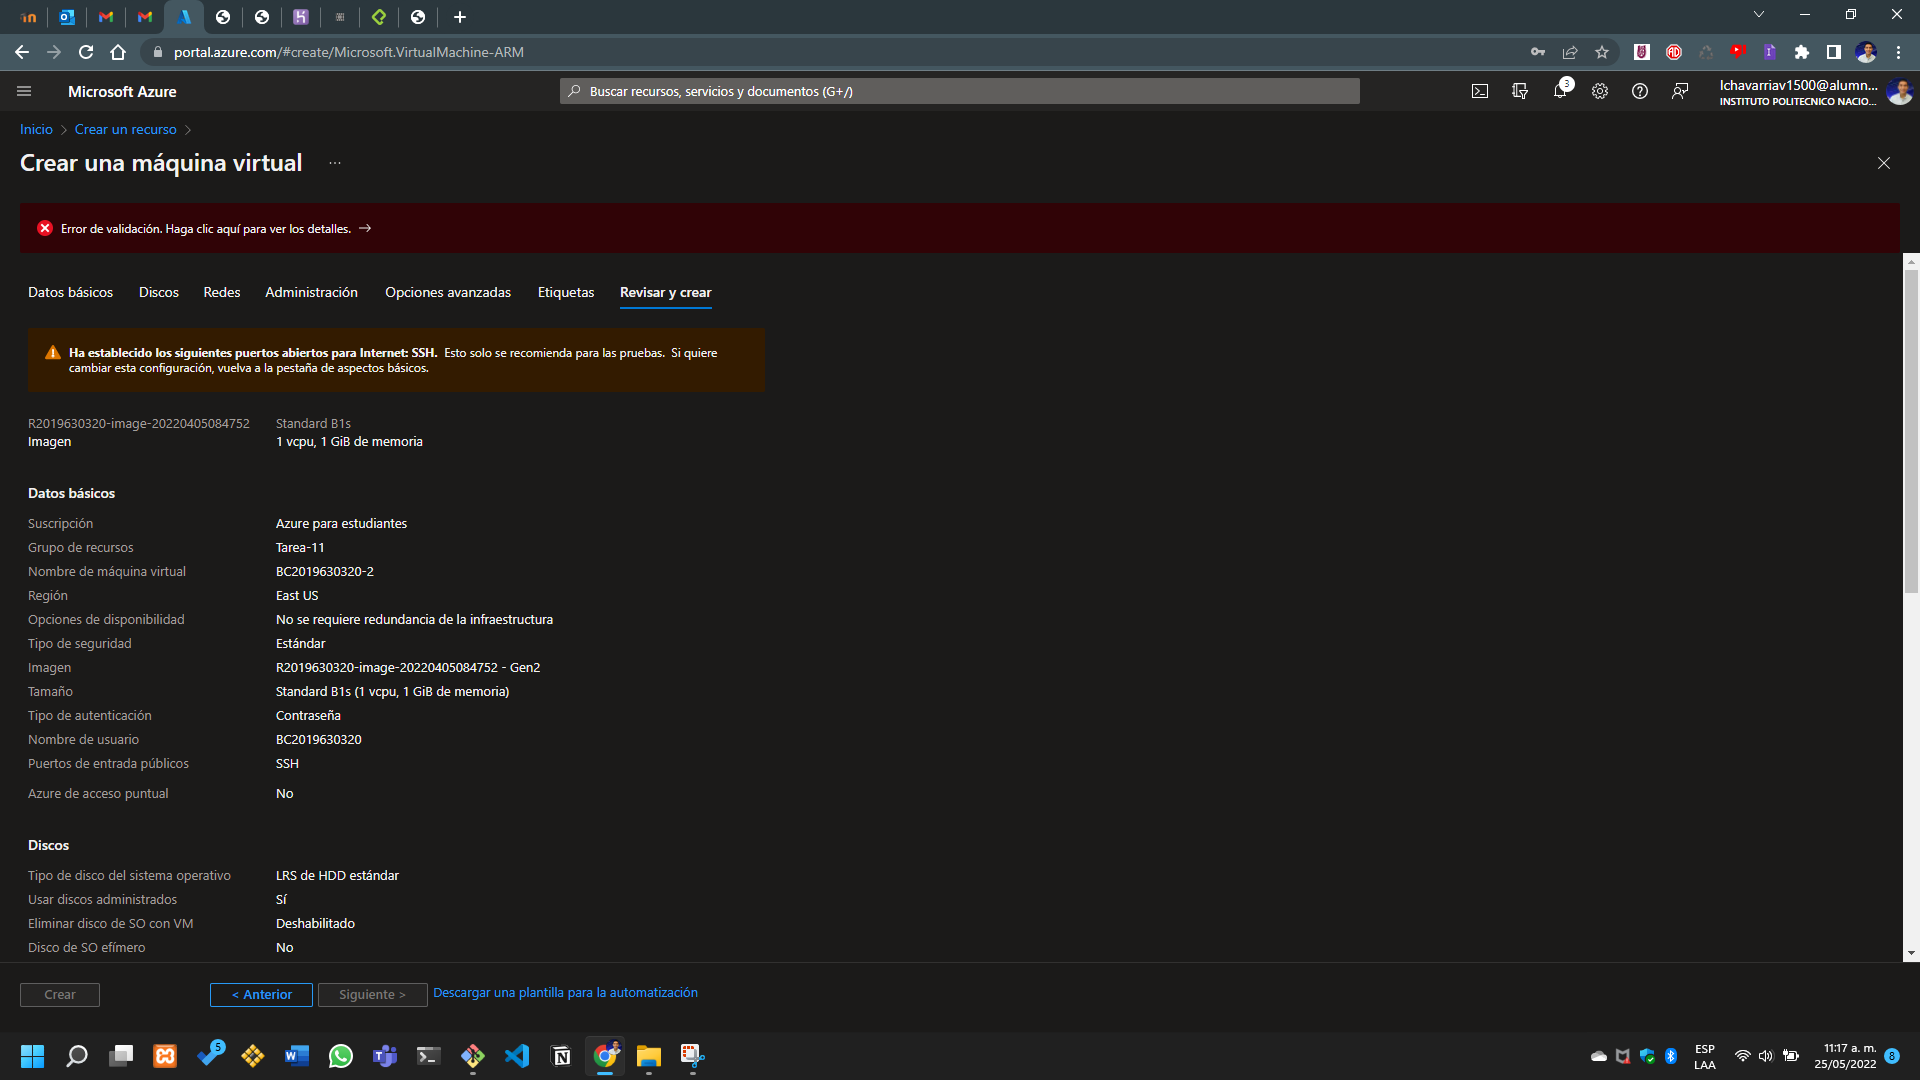 portal.azure.com/#create/Microsoft.VirtualMachine-ARM
Microsoft Azure
Buscar recursos, servicios y documentos (G+/)
3
lchavarriav1500@alumn...
INSTITUTO POLITECNICO NACIO...
Inicio > Crear un recurso >
Crear una máquina virtual ...
Error de validación. Haga clic aquí para ver los detalles. →
Datos básicos Discos Redes Administración Opciones avanzadas Etiquetas Revisar y crear
Ha establecido los siguientes puertos abiertos para Internet: SSH. Esto solo se recomienda para las pruebas. Si quiere
cambiar esta configuración, vuelva a la pestaña de aspectos básicos.
R2019630320-image-20220405084752 Standard B1s
Imagen 1 vcpu, 1 GiB de memoria
Datos básicos
Suscripción Azure para estudiantes
Grupo de recursos Tarea-11
Nombre de máquina virtual BC2019630320-2
Región East US
Opciones de disponibilidad No se requiere redundancia de la infraestructura
Tipo de seguridad Estándar
Imagen R2019630320-image-20220405084752 - Gen2
Tamaño Standard B1s (1 vcpu, 1 GiB de memoria)
Tipo de autenticación Contraseña
Nombre de usuario BC2019630320
Puertos de entrada públicos SSH
Azure de acceso puntual No
Discos
Tipo de disco del sistema operativo LRS de HDD estándar
Usar discos administrados Sí
Eliminar disco de SO con VM Deshabilitado
Disco de SO efímero No
Crear < Anterior Siguiente > Descargar una plantilla para la automatización
5
ESP
LAA
11:17 a. m.
25/05/2022
8